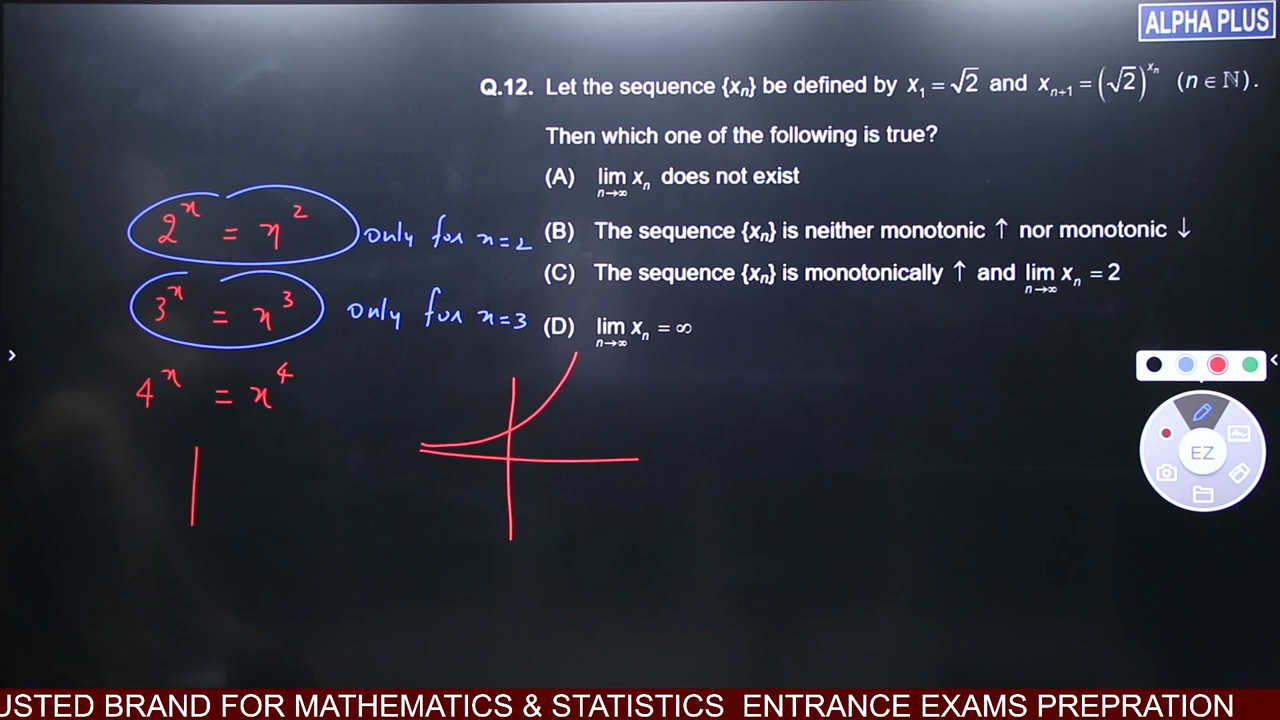 ALPHA PLUS
Q.12. Let the sequence {xₙ} be defined by x₁ = √2 and xₙ₊₁ = (√2)^xₙ (n ∈ ℕ).
Then which one of the following is true?
(A) lim n→∞ xₙ does not exist
(B) The sequence {xₙ} is neither monotonic ↑ nor monotonic ↓
(C) The sequence {xₙ} is monotonically ↑ and lim n→∞ xₙ = 2
(D) lim n→∞ xₙ = ∞
2^x = x^2 only for x=2
3^x = x^3 only for x=3
4^x = x^4
EZ
USTED BRAND FOR MATHEMATICS & STATISTICS ENTRANCE EXAMS PREPRATION